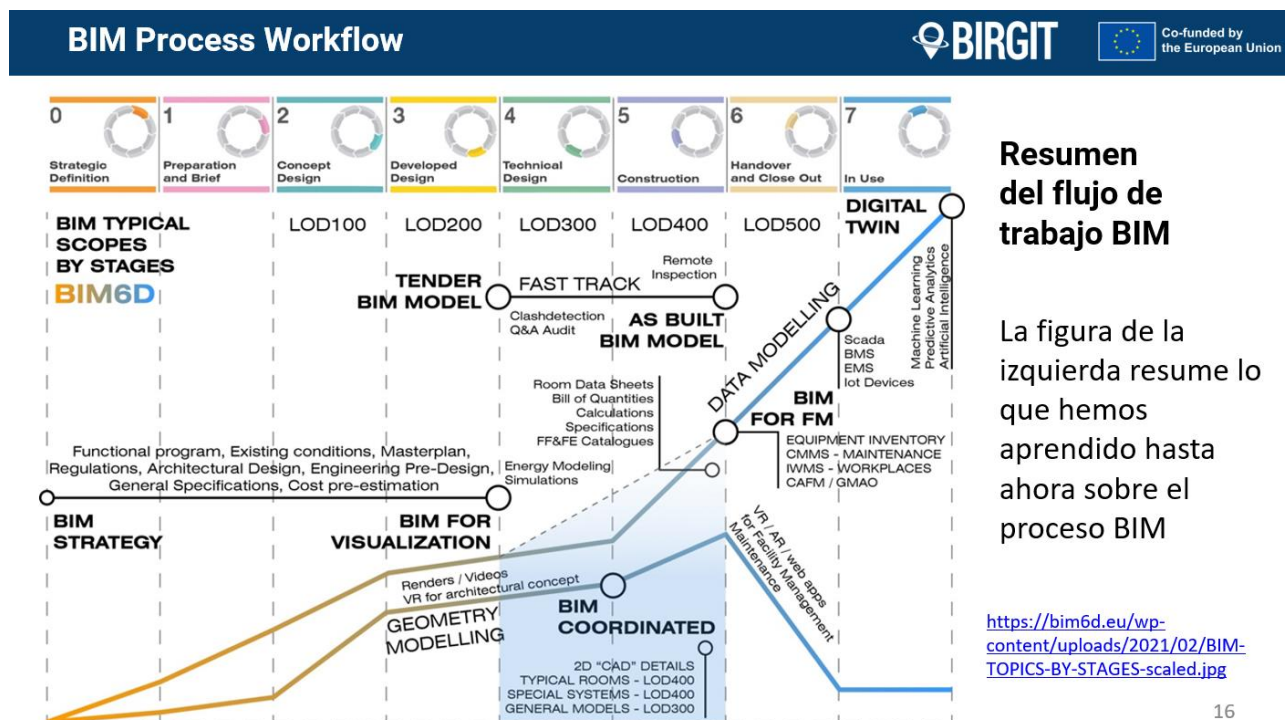 BIM Process Workflow
BIRGIT
Co-funded by
the European Union
0
Strategic
Definition
1
Preparation
and Brief
2
Concept
Design
3
Developed
Design
4
Technical
Design
5
Construction
6
Handover
and Close Out
7
In Use
BIM TYPICAL
SCOPES
BY STAGES
BIM6D
LOD100
LOD200
LOD300
LOD400
LOD500
DIGITAL
TWIN
Machine Learning
Predictive Analytics
Artificial Intelligence
TENDER
BIM MODEL
FAST TRACK
Clashdetection
Q&A Audit
Remote
Inspection
AS BUILT
BIM MODEL
DATA MODELLING
Scada
BMS
EMS
Iot Devices
Room Data Sheets
Bill of Quantities
Calculations
Specifications
FF&FE Catalogues
BIM
FOR FM
EQUIPMENT INVENTORY
CMMS - MAINTENANCE
IWMS - WORKPLACES
CAFM / GMAO
Functional program, Existing conditions, Masterplan,
Regulations, Architectural Design, Engineering Pre-Design,
General Specifications, Cost pre-estimation
Energy Modeling
Simulations
BIM
STRATEGY
BIM FOR
VISUALIZATION
Renders / Videos
VR for architectural concept
GEOMETRY
MODELLING
BIM
COORDINATED
2D "CAD" DETAILS
TYPICAL ROOMS - LOD400
SPECIAL SYSTEMS - LOD400
GENERAL MODELS - LOD300
VR / AR / web apps
for Facility Management
Maintenance
Resumen
del flujo de
trabajo BIM
La figura de la
izquierda resume lo
que hemos
aprendido hasta
ahora sobre el
proceso BIM
https://bim6d.eu/wp-
content/uploads/2021/02/BIM-
TOPICS-BY-STAGES-scaled.jpg
16